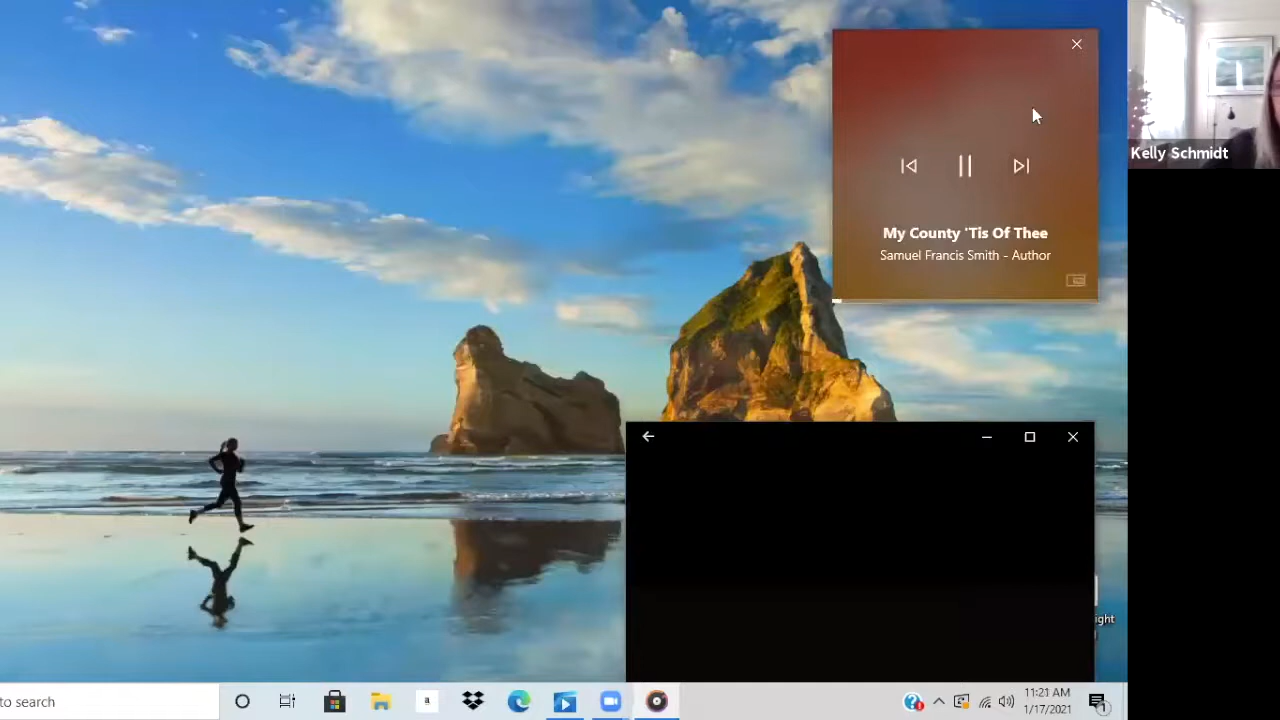 Kelly Schmidt
My County 'Tis Of Thee
Samuel Francis Smith - Author
ight
to search
a
11:21 AM
1/17/2021
1